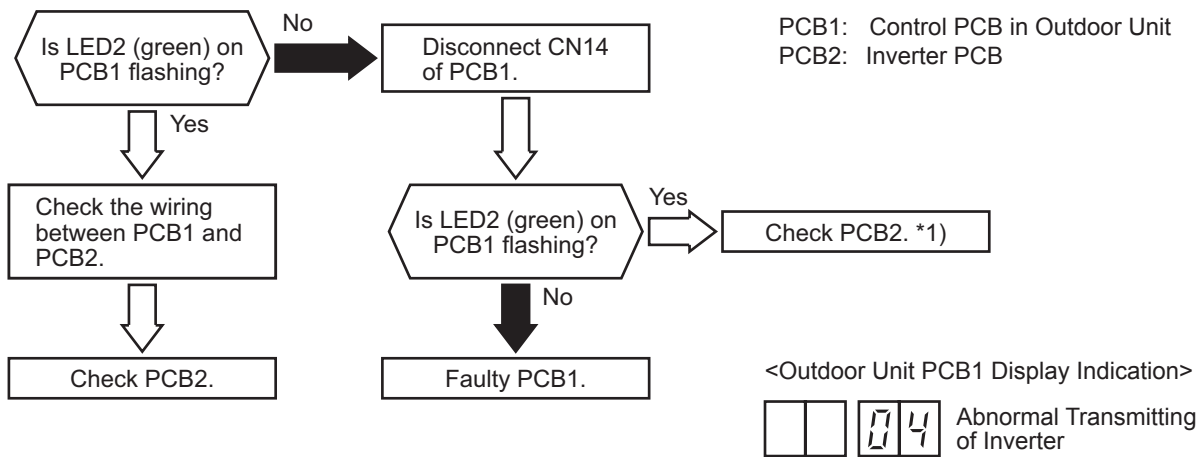 Is LED2 (green) on
PCB1 flashing?
No
Disconnect CN14
of PCB1.
PCB1: Control PCB in Outdoor Unit
PCB2: Inverter PCB
Yes
Check the wiring
between PCB1 and
PCB2.
Is LED2 (green) on
PCB1 flashing?
Yes
Check PCB2. *1)
No
Check PCB2.
Faulty PCB1.
<Outdoor Unit PCB1 Display Indication>
04
Abnormal Transmitting
of Inverter